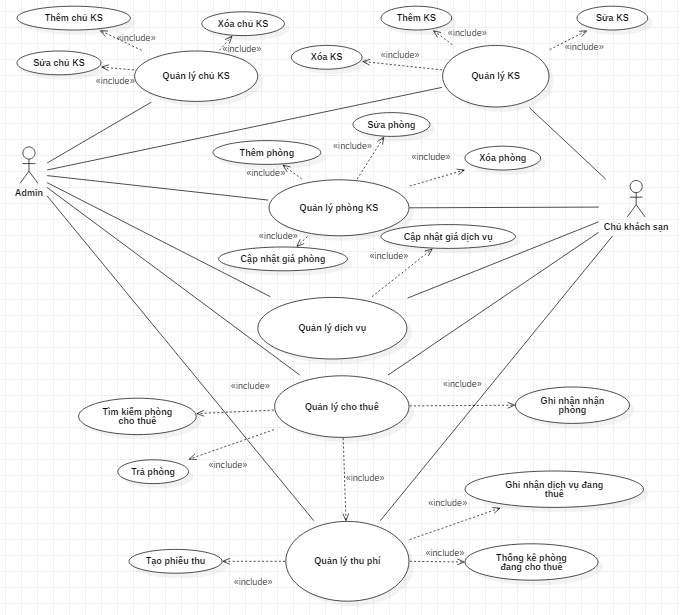 Thêm chủ KS
Xóa chủ KS
Thêm KS
Sửa KS
«include»
«include»
«include»
«include»
Sửa chủ KS
Xóa KS
«include»
«include»
Quản lý chủ KS
Quản lý KS
Sửa phòng
Thêm phòng
«include»
«include»
Xóa phòng
«include»
Admin
Quản lý phòng KS
Chủ khách sạn
«include»
Cập nhật giá dịch vụ
Cập nhật giá phòng
«include»
Quản lý dịch vụ
«include»
«include»
Tìm kiếm phòng
cho thuê
Quản lý cho thuê
Ghi nhận nhận
phòng
Trả phòng
«include»
«include»
Ghi nhận dịch vụ đang
thuê
«include»
Tạo phiếu thu
Quản lý thu phí
«include»
Thống kê phòng
đang cho thuê
«include»